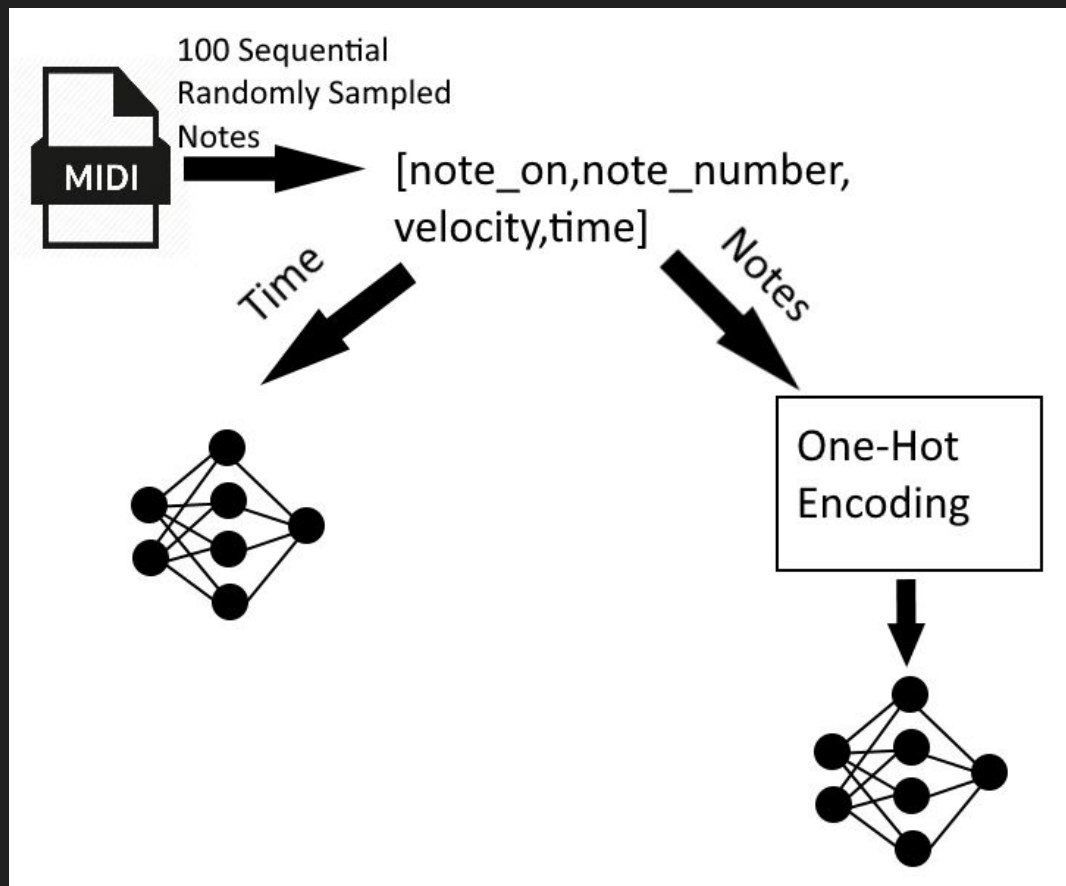 100 Sequential
Randomly Sampled
Notes
MIDI
[note_on,note_number,
velocity,time]
Time
Notes
One-Hot
Encoding